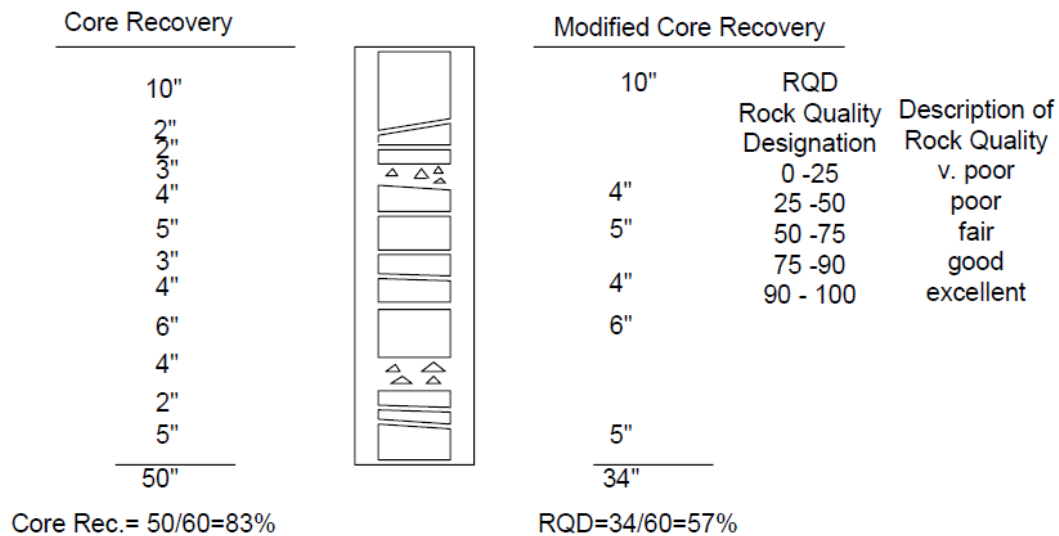 Core Recovery
10"
2"
2"
3"
4"
5"
3"
4"
6"
4"
2"
5"
50"
Core Rec.= 50/60=83%
Modified Core Recovery
10"
4"
5"
4"
6"
5"
34"
RQD=34/60=57%
RQD
Rock Quality
Designation
Description of
Rock Quality
0 -25 v. poor
25 -50 poor
50 -75 fair
75 -90 good
90 - 100 excellent